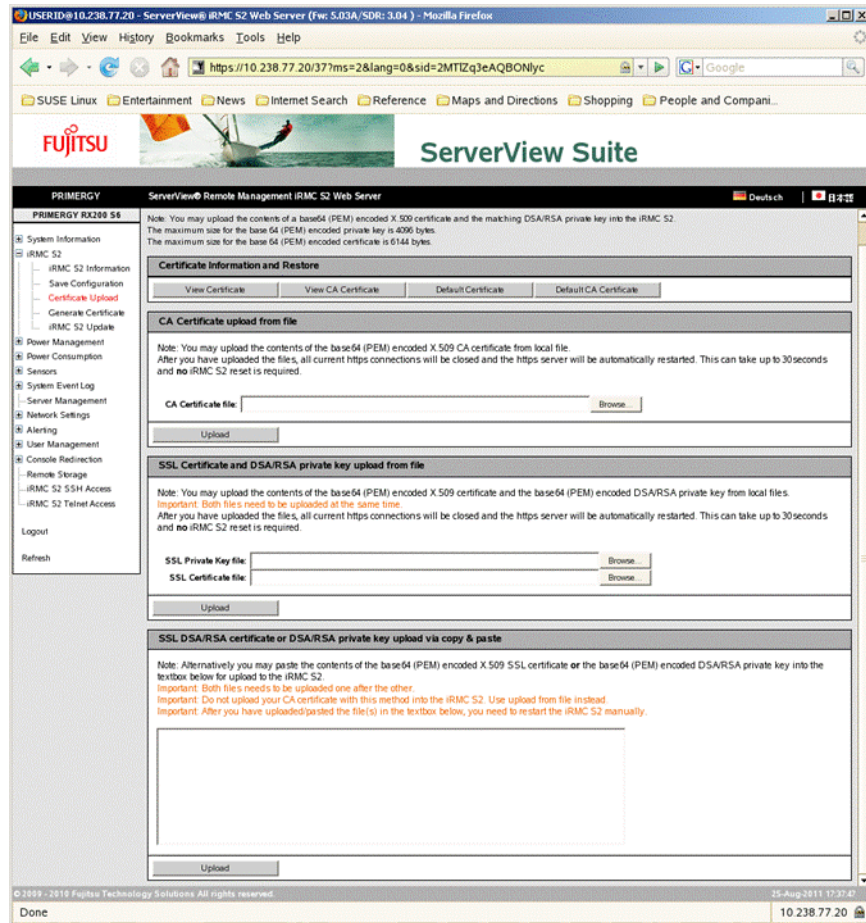 USERID@10.238.77.20 - ServerView® iRMC S2 Web Server (Fw: 5.03A/SDR: 3.04 ) - Mozilla Firefox
File Edit View History Bookmarks Tools Help
https://10.238.77.20/37?ms=2&lang=0&sid=2MTlZq3eAQBONlyc
Google
SUSE Linux Entertainment News Internet Search Reference Maps and Directions Shopping People and Compani...
FUJITSU
ServerView Suite
PRIMERGY ServerView® Remote Management iRMC S2 Web Server Deutsch | 日本語
PRIMERGY RX200 S6
System Information
iRMC S2
iRMC S2 Information
Save Configuration
Certificate Upload
Generate Certificate
iRMC S2 Update
Power Management
Power Consumption
Sensors
System Event Log
Server Management
Network Settings
Alerting
User Management
Console Redirection
Remote Storage
iRMC S2 SSH Access
iRMC S2 Telnet Access
Logout
Refresh
Note: You may upload the contents of a base64 (PEM) encoded X.509 certificate and the matching DSA/RSA private key into the iRMC S2.
The maximum size for the base 64 (PEM) encoded private key is 4096 bytes.
The maximum size for the base 64 (PEM) encoded certificate is 6144 bytes.
Certificate Information and Restore
View Certificate View CA Certificate Default Certificate Default CA Certificate
CA Certificate upload from file
Note: You may upload the contents of the base64 (PEM) encoded X.509 CA certificate from local file.
After you have uploaded the files, all current https connections will be closed and the https server will be automatically restarted. This can take up to 30 seconds
and no iRMC S2 reset is required.
CA Certificate file: Browse...
Upload
SSL Certificate and DSA/RSA private key upload from file
Note: You may upload the contents of the base64 (PEM) encoded X.509 certificate and the base64 (PEM) encoded DSA/RSA private key from local files.
Important: Both files need to be uploaded at the same time.
After you have uploaded the files, all current https connections will be closed and the https server will be automatically restarted. This can take up to 30 seconds
and no iRMC S2 reset is required.
SSL Private Key file: Browse...
SSL Certificate file: Browse...
Upload
SSL DSA/RSA certificate or DSA/RSA private key upload via copy & paste
Note: Alternatively you may paste the contents of the base64 (PEM) encoded X.509 SSL certificate or the base64 (PEM) encoded DSA/RSA private key into the
textbox below for upload to the iRMC S2.
Important: Both files needs to be uploaded one after the other.
Important: Do not upload your CA certificate with this method into the iRMC S2. Use upload from file instead.
Important: After you have uploaded/pasted the file(s) in the textbox below, you need to restart the iRMC S2 manually.
Upload
© 2009 - 2010 Fujitsu Technology Solutions All rights reserved. 25-Aug-2011 17:37:47
Done 10.238.77.20